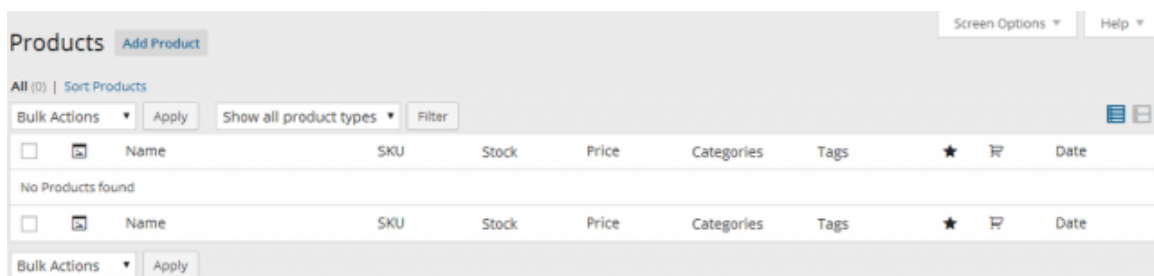 Screen Options ▼ Help ▼
Products Add Product
All (0) | Sort Products
Bulk Actions ▼ Apply Show all product types ▼ Filter
Name SKU Stock Price Categories Tags ★ Date
No Products found
Name SKU Stock Price Categories Tags ★ Date
Bulk Actions ▼ Apply